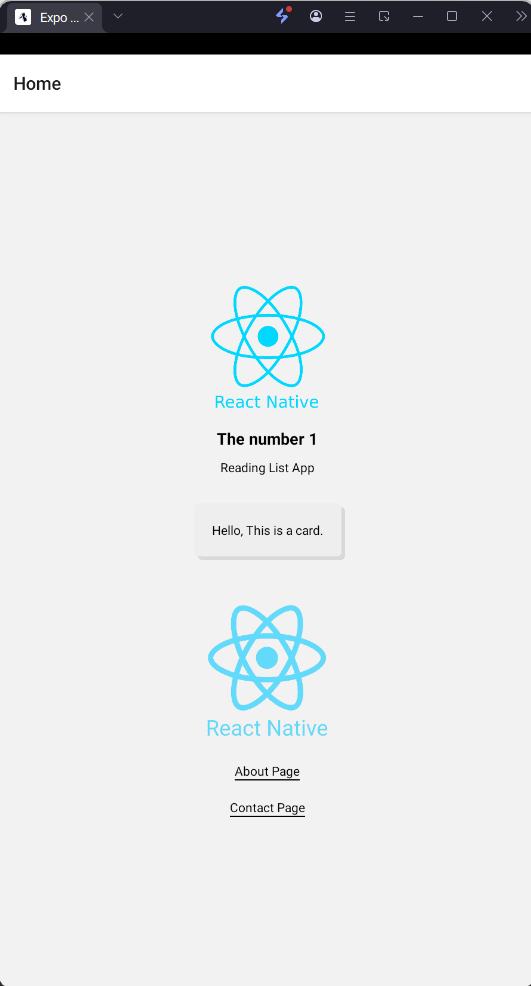 Expo ...
Home
React Native
The number 1
Reading List App
Hello, This is a card.
React Native
About Page
Contact Page